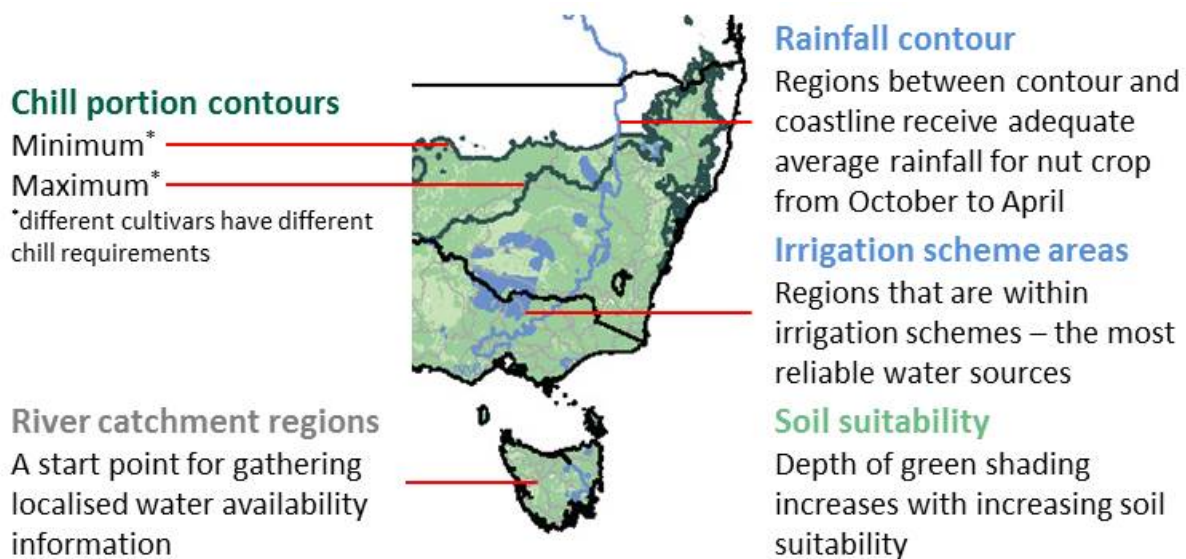 Chill portion contours
Minimum*
Maximum*
*different cultivars have different
chill requirements
River catchment regions
A start point for gathering
localised water availability
information
Rainfall contour
Regions between contour and
coastline receive adequate
average rainfall for nut crop
from October to April
Irrigation scheme areas
Regions that are within
irrigation schemes – the most
reliable water sources
Soil suitability
Depth of green shading
increases with increasing soil
suitability